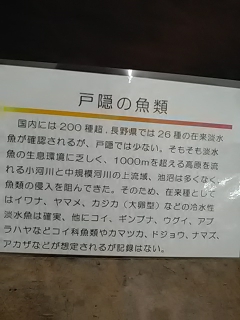 戸隠の魚類
国内には200種超、長野県では26種の在来淡水
魚が確認されるが、戸隠では少ない。そもそも淡水
魚の生息環境に乏しく、1000mを超える高原を流
れる小河川と中規模河川の上流域、池沼は多くなく
魚類の侵入を阻んできた。そのため、在来種として
はイワナ、ヤマメ、カジカ(大卵型)などの冷水性
淡水魚は確実、他にコイ、ギンブナ、ウグイ、アブ
ラハヤなどコイ科魚類やカマツカ、ドジョウ、ナマズ、
アカザなどが想定されるが記録はない。